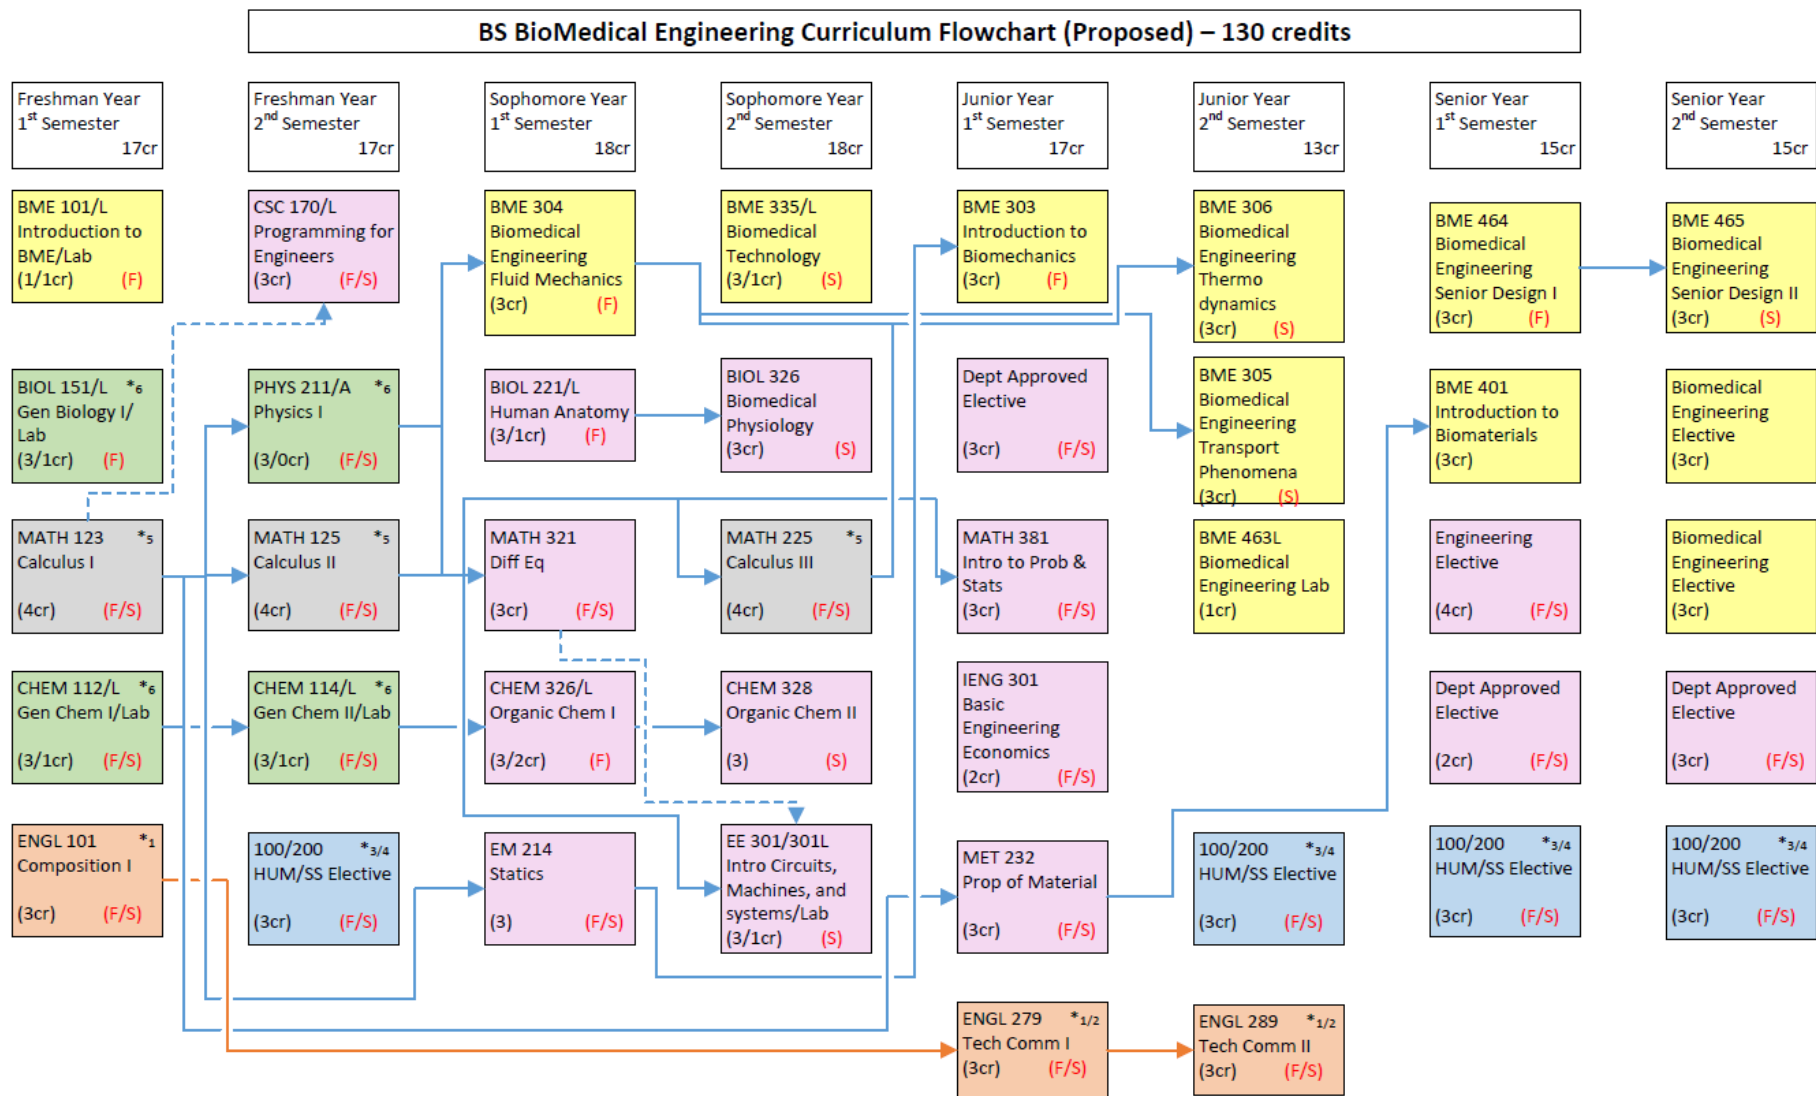 BS BioMedical Engineering Curriculum Flowchart (Proposed) – 130 credits
Freshman Year
1st Semester
17cr
Freshman Year
2nd Semester
17cr
Sophomore Year
1st Semester
18cr
Sophomore Year
2nd Semester
18cr
Junior Year
1st Semester
17cr
Junior Year
2nd Semester
13cr
Senior Year
1st Semester
15cr
Senior Year
2nd Semester
15cr
BME 101/L
Introduction to
BME/Lab
(1/1cr) (F)
CSC 170/L
Programming for
Engineers
(3cr) (F/S)
BME 304
Biomedical
Engineering
Fluid Mechanics
(3cr) (F)
BME 335/L
Biomedical
Technology
(3/1cr) (S)
BME 303
Introduction to
Biomechanics
(3cr) (F)
BME 306
Biomedical
Engineering
Thermo
dynamics
(3cr) (S)
BME 464
Biomedical
Engineering
Senior Design I
(3cr) (F)
BME 465
Biomedical
Engineering
Senior Design II
(3cr) (S)
BIOL 151/L *6
Gen Biology I/
Lab
(3/1cr) (F)
PHYS 211/A *6
Physics I
(3/0cr) (F/S)
BIOL 221/L
Human Anatomy
(3/1cr) (F)
BIOL 326
Biomedical
Physiology
(3cr) (S)
Dept Approved
Elective
(3cr) (F/S)
BME 305
Biomedical
Engineering
Transport
Phenomena
(3cr) (S)
BME 401
Introduction to
Biomaterials
(3cr)
Biomedical
Engineering
Elective
(3cr)
MATH 123 *5
Calculus I
(4cr) (F/S)
MATH 125 *5
Calculus II
(4cr) (F/S)
MATH 321
Diff Eq
(3cr) (F/S)
MATH 225 *5
Calculus III
(4cr) (F/S)
MATH 381
Intro to Prob &
Stats
(3cr) (F/S)
BME 463L
Biomedical
Engineering Lab
(1cr)
Engineering
Elective
(4cr) (F/S)
Biomedical
Engineering
Elective
(3cr)
CHEM 112/L *6
Gen Chem I/Lab
(3/1cr) (F/S)
CHEM 114/L *6
Gen Chem II/Lab
(3/1cr) (F/S)
CHEM 326/L
Organic Chem I
(3/2cr) (F)
CHEM 328
Organic Chem II
(3) (S)
IENG 301
Basic
Engineering
Economics
(2cr) (F/S)
Dept Approved
Elective
(2cr) (F/S)
Dept Approved
Elective
(3cr) (F/S)
ENGL 101 *1
Composition I
(3cr) (F/S)
100/200 *3/4
HUM/SS Elective
(3cr) (F/S)
EM 214
Statics
(3) (F/S)
EE 301/301L
Intro Circuits,
Machines, and
systems/Lab
(3/1cr) (S)
MET 232
Prop of Material
(3cr) (F/S)
100/200 *3/4
HUM/SS Elective
(3cr) (F/S)
100/200 *3/4
HUM/SS Elective
(3cr) (F/S)
100/200 *3/4
HUM/SS Elective
(3cr) (F/S)
ENGL 279 *1/2
Tech Comm I
(3cr) (F/S)
ENGL 289 *1/2
Tech Comm II
(3cr) (F/S)